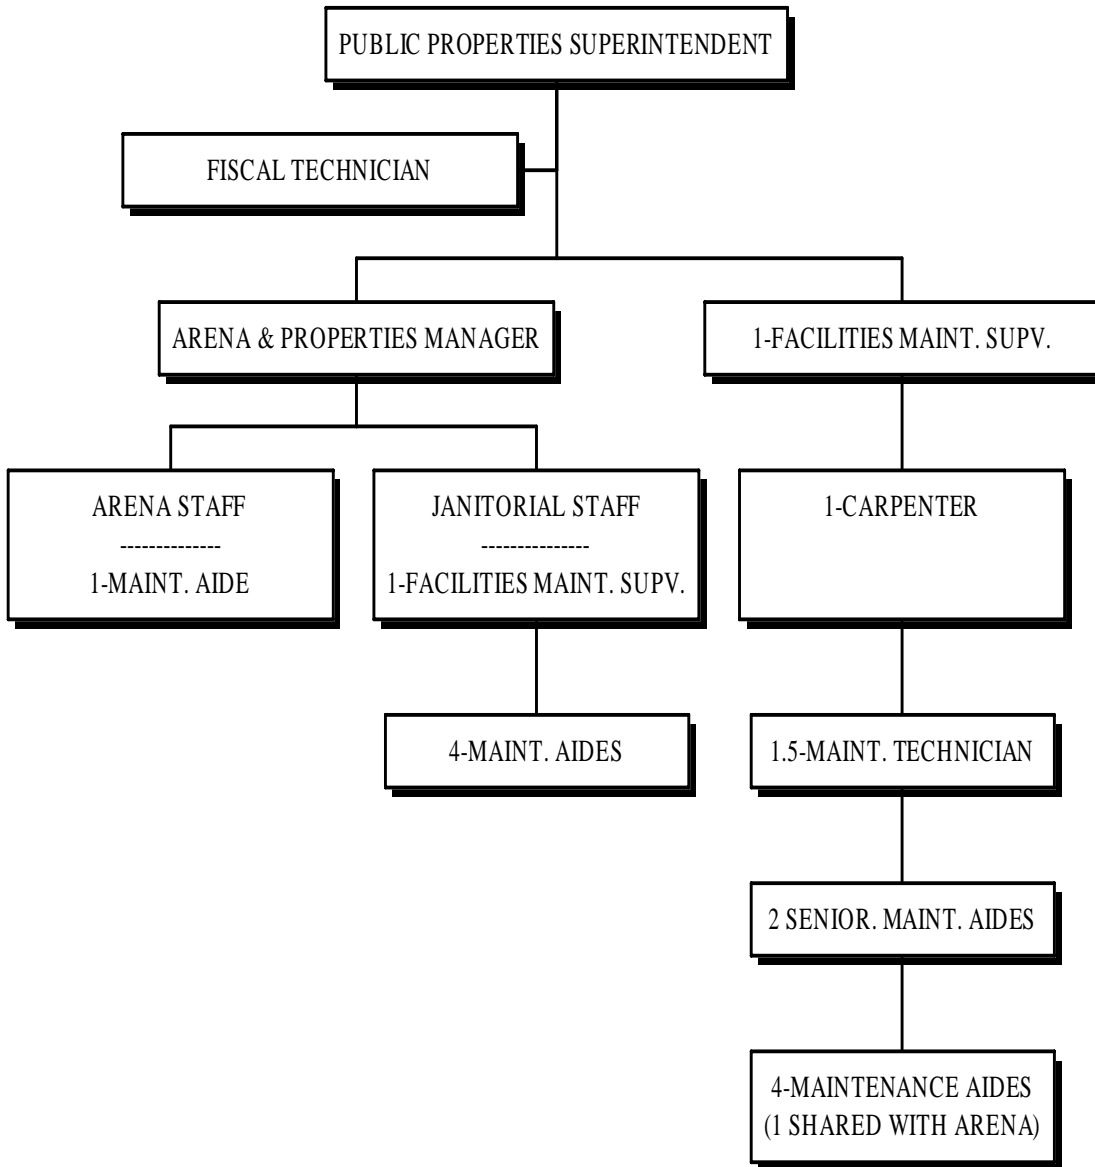 PUBLIC PROPERTIES SUPERINTENDENT
FISCAL TECHNICIAN
ARENA & PROPERTIES MANAGER
1-FACILITIES MAINT. SUPV.
ARENA STAFF
--------------
1-MAINT. AIDE
JANITORIAL STAFF
---------------
1-FACILITIES MAINT. SUPV.
1-CARPENTER
4-MAINT. AIDES
1.5-MAINT. TECHNICIAN
2 SENIOR. MAINT. AIDES
4-MAINTENANCE AIDES
(1 SHARED WITH ARENA)